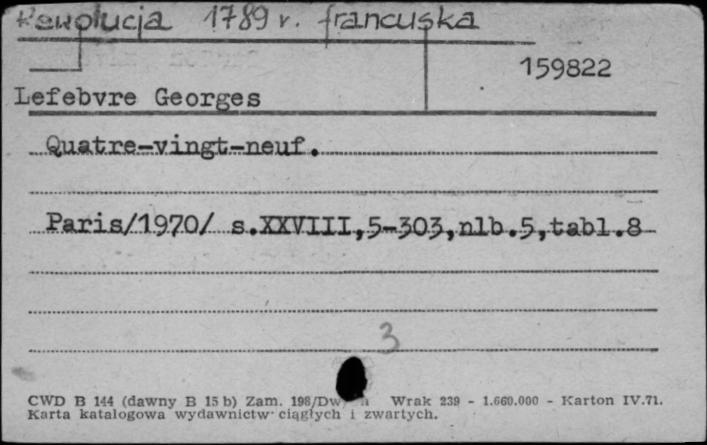 Rewolucja 1789 r. francuska
159822
Lefebvre Georges
Quatre-vingt-neuf.
Paris/1970/ s.XXVIII,5-303,nlb.5,tabl.8
3
CWD B 144 (dawny B 15 b) Zam. 198/Dw Wrak 239 - 1.660.000 - Karton IV.71.
Karta katalogowa wydawnictw ciągłych i zwartych.